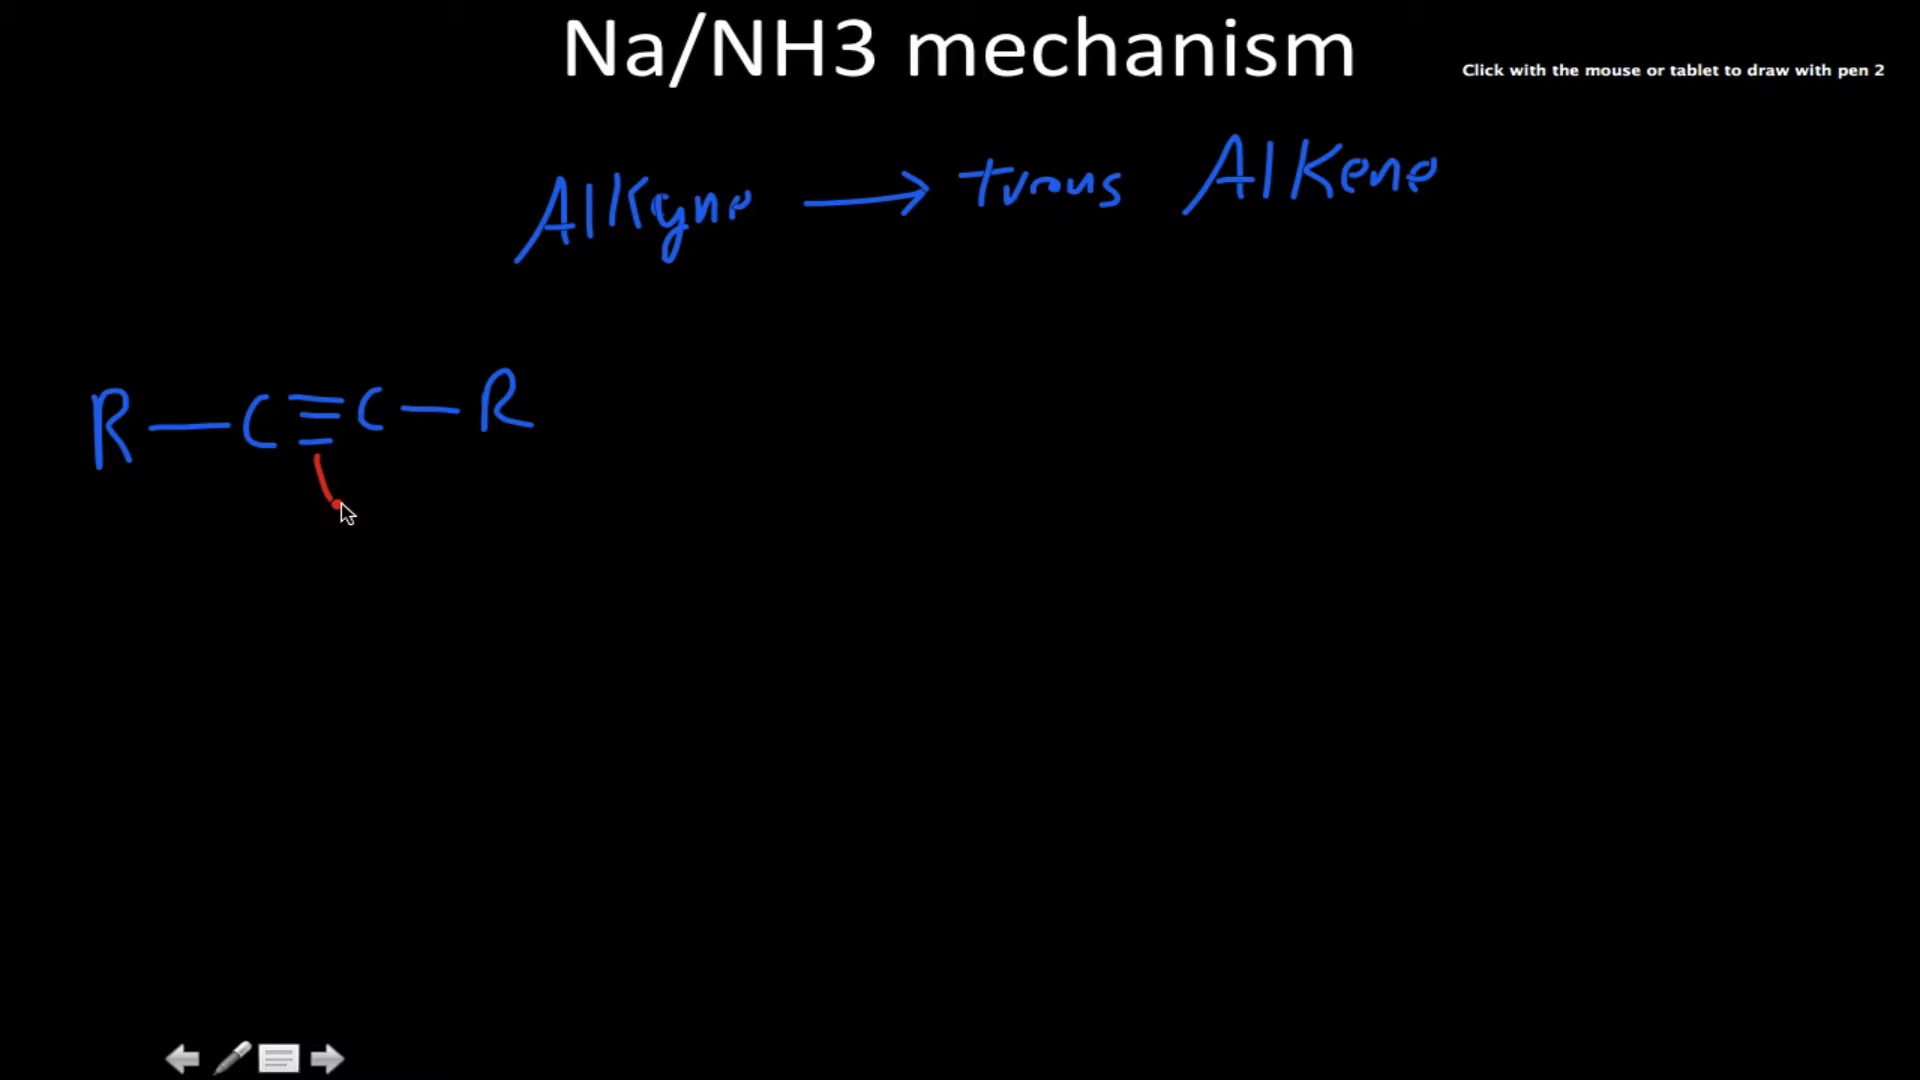 Na/NH3 mechanism
Click with the mouse or tablet to draw with pen 2
Alkyne → trans Alkene
R—C≡C—R